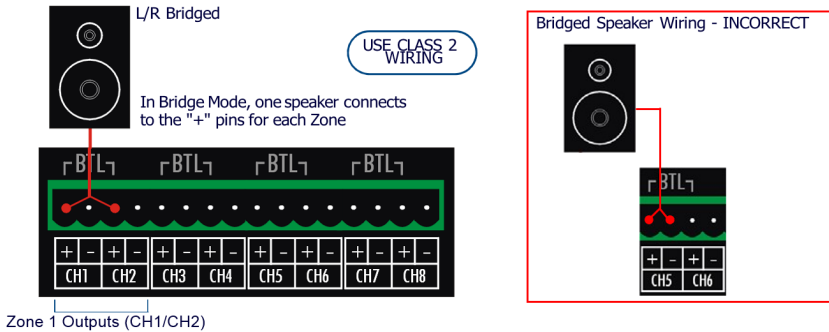 L/R Bridged
USE CLASS 2
WIRING
In Bridge Mode, one speaker connects
to the "+" pins for each Zone
BTL BTL BTL BTL
+ - + - + - + - + - + - + - + -
CH1 CH2 CH3 CH4 CH5 CH6 CH7 CH8
Zone 1 Outputs (CH1/CH2)
Bridged Speaker Wiring - INCORRECT
BTL
+ - + -
CH5 CH6